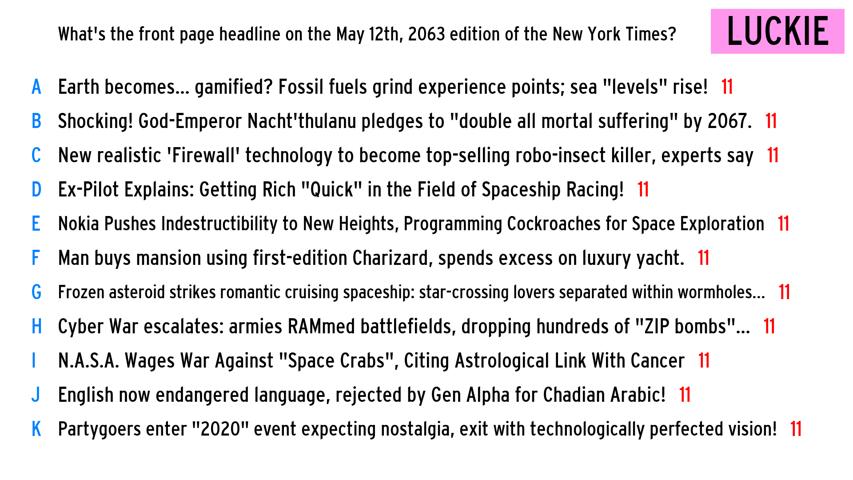 What's the front page headline on the May 12th, 2063 edition of the New York Times?
LUCKIE
A Earth becomes... gamified? Fossil fuels grind experience points; sea "levels" rise! 11
B Shocking! God-Emperor Nacht'thulanu pledges to "double all mortal suffering" by 2067. 11
C New realistic 'Firewall' technology to become top-selling robo-insect killer, experts say 11
D Ex-Pilot Explains: Getting Rich "Quick" in the Field of Spaceship Racing! 11
E Nokia Pushes Indestructibility to New Heights, Programming Cockroaches for Space Exploration 11
F Man buys mansion using first-edition Charizard, spends excess on luxury yacht. 11
G Frozen asteroid strikes romantic cruising spaceship: star-crossing lovers separated within wormholes... 11
H Cyber War escalates: armies RAMmed battlefields, dropping hundreds of "ZIP bombs"... 11
I N.A.S.A. Wages War Against "Space Crabs", Citing Astrological Link With Cancer 11
J English now endangered language, rejected by Gen Alpha for Chadian Arabic! 11
K Partygoers enter "2020" event expecting nostalgia, exit with technologically perfected vision! 11